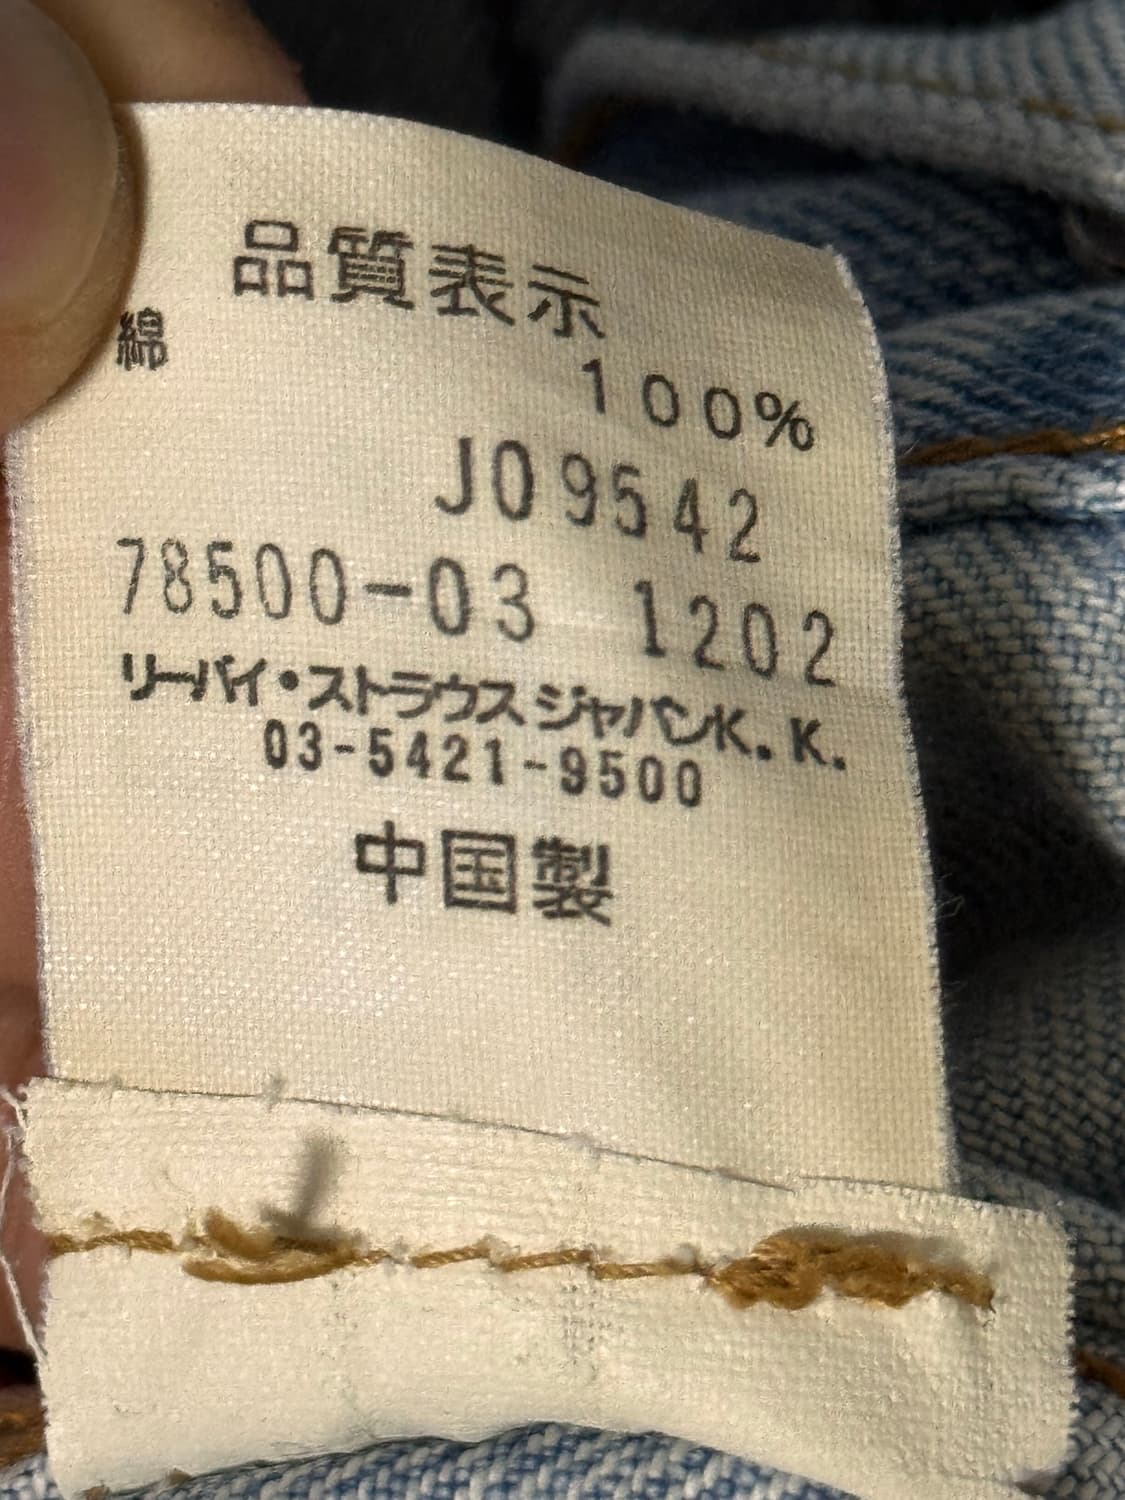 品質表示
綿 100%
J09542
78500-03 1202
リーバイ・ストラウス ジャパンK.K.
03-5421-9500
中国製